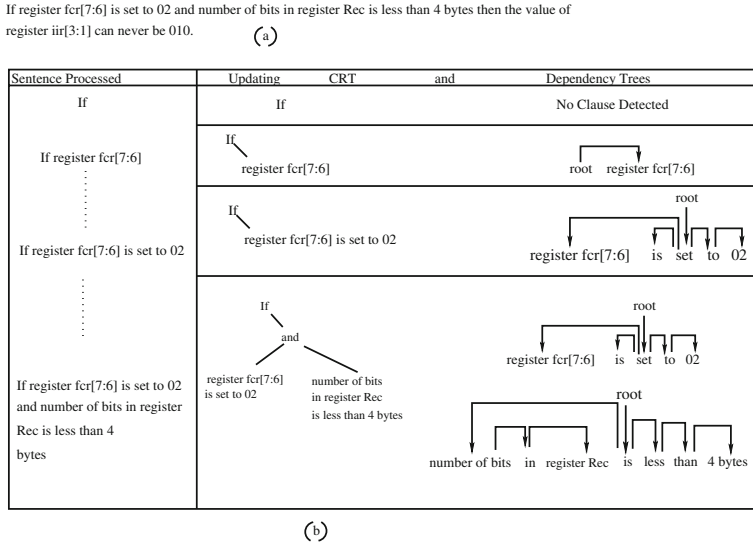 If register fcr[7:6] is set to 02 and number of bits in register Rec is less than 4 bytes then the value of
register iir[3:1] can never be 010.
(a)
Sentence Processed Updating CRT and Dependency Trees
If If No Clause Detected
If register fcr[7:6]
If
register fcr[7:6]
root register fcr[7:6]
If register fcr[7:6] is set to 02
If
register fcr[7:6] is set to 02
root
register fcr[7:6] is set to 02
If register fcr[7:6] is set to 02
and number of bits in register
Rec is less than 4
bytes
If
and
register fcr[7:6]
is set to 02
number of bits
in register Rec
is less than 4 bytes
root
register fcr[7:6] is set to 02
root
number of bits in register Rec is less than 4 bytes
(b)